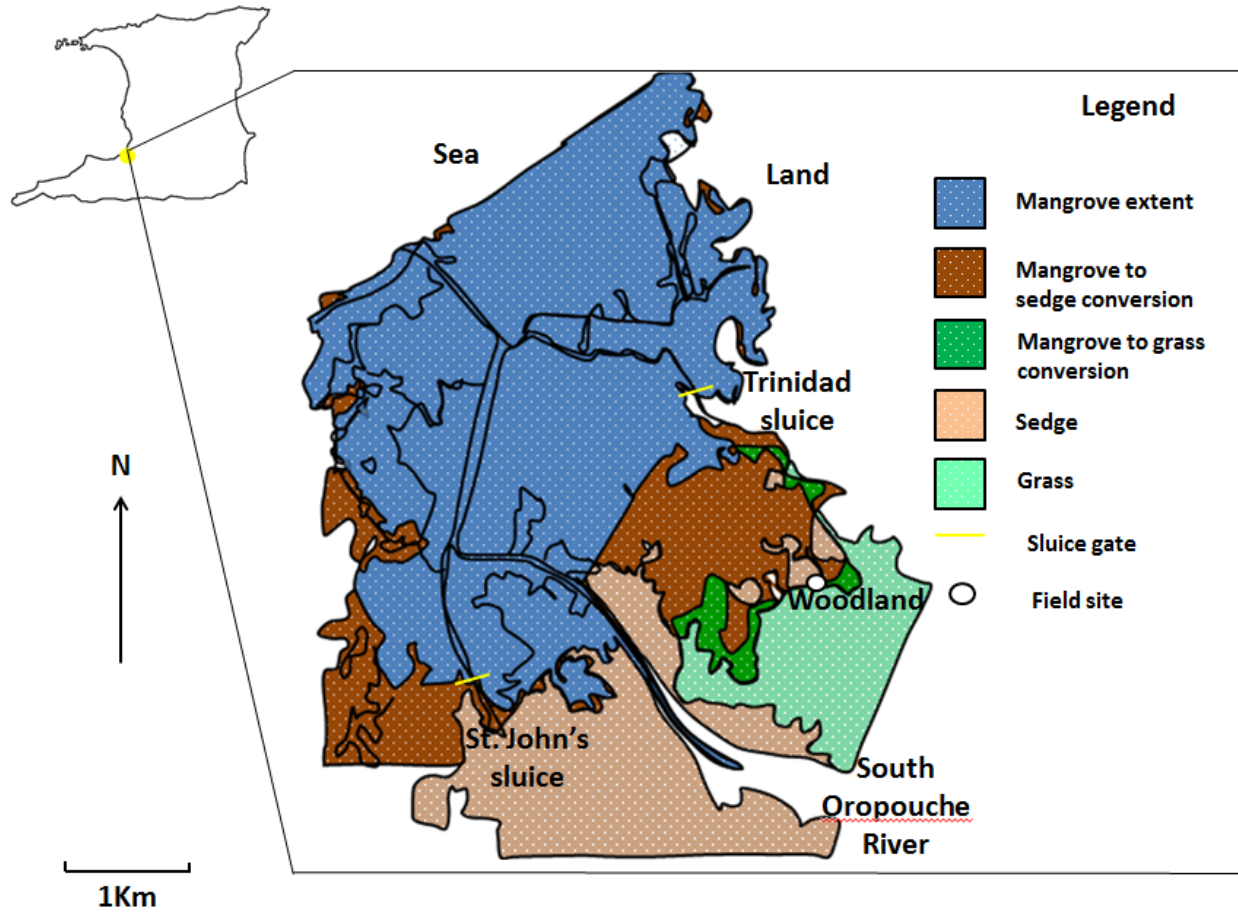 Legend
Sea
Land
Mangrove extent
Mangrove to
sedge conversion
Mangrove to grass
conversion
Trinidad
sluice
Sedge
N
Grass
Sluice gate
Woodland
Field site
St. John's
sluice
South
Oropouche
River
1Km